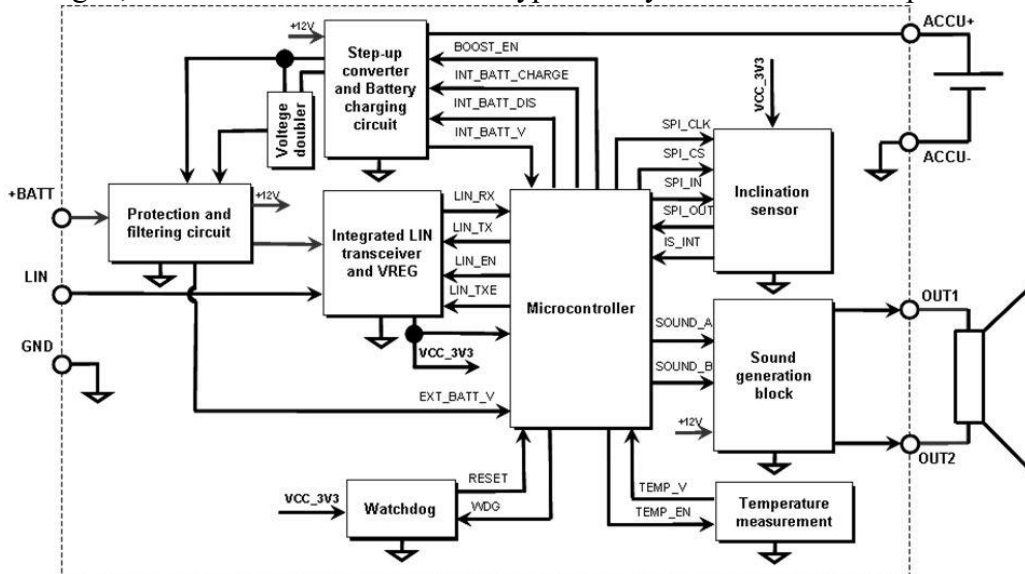 +12V
Step-up
converter
and Battery
charging
circuit
BOOST_EN
INT_BATT_CHARGE
INT_BATT_DIS
INT_BATT_V
ACCU+
ACCU-
Voltege
doubler
VCC_3V3
SPI_CLK
SPI_CS
SPI_IN
SPI_OUT
IS_INT
Inclination
sensor
+BATT
Protection and
filtering circuit
+12V
Integrated LIN
transceiver
and VREG
LIN_RX
LIN_TX
LIN_EN
LIN_TXE
LIN
GND
VCC_3V3
EXT_BATT_V
Microcontroller
SOUND_A
SOUND_B
+12V
Sound
generation
block
OUT1
OUT2
VCC_3V3
Watchdog
RESET
WDG
TEMP_V
TEMP_EN
Temperature
measurement